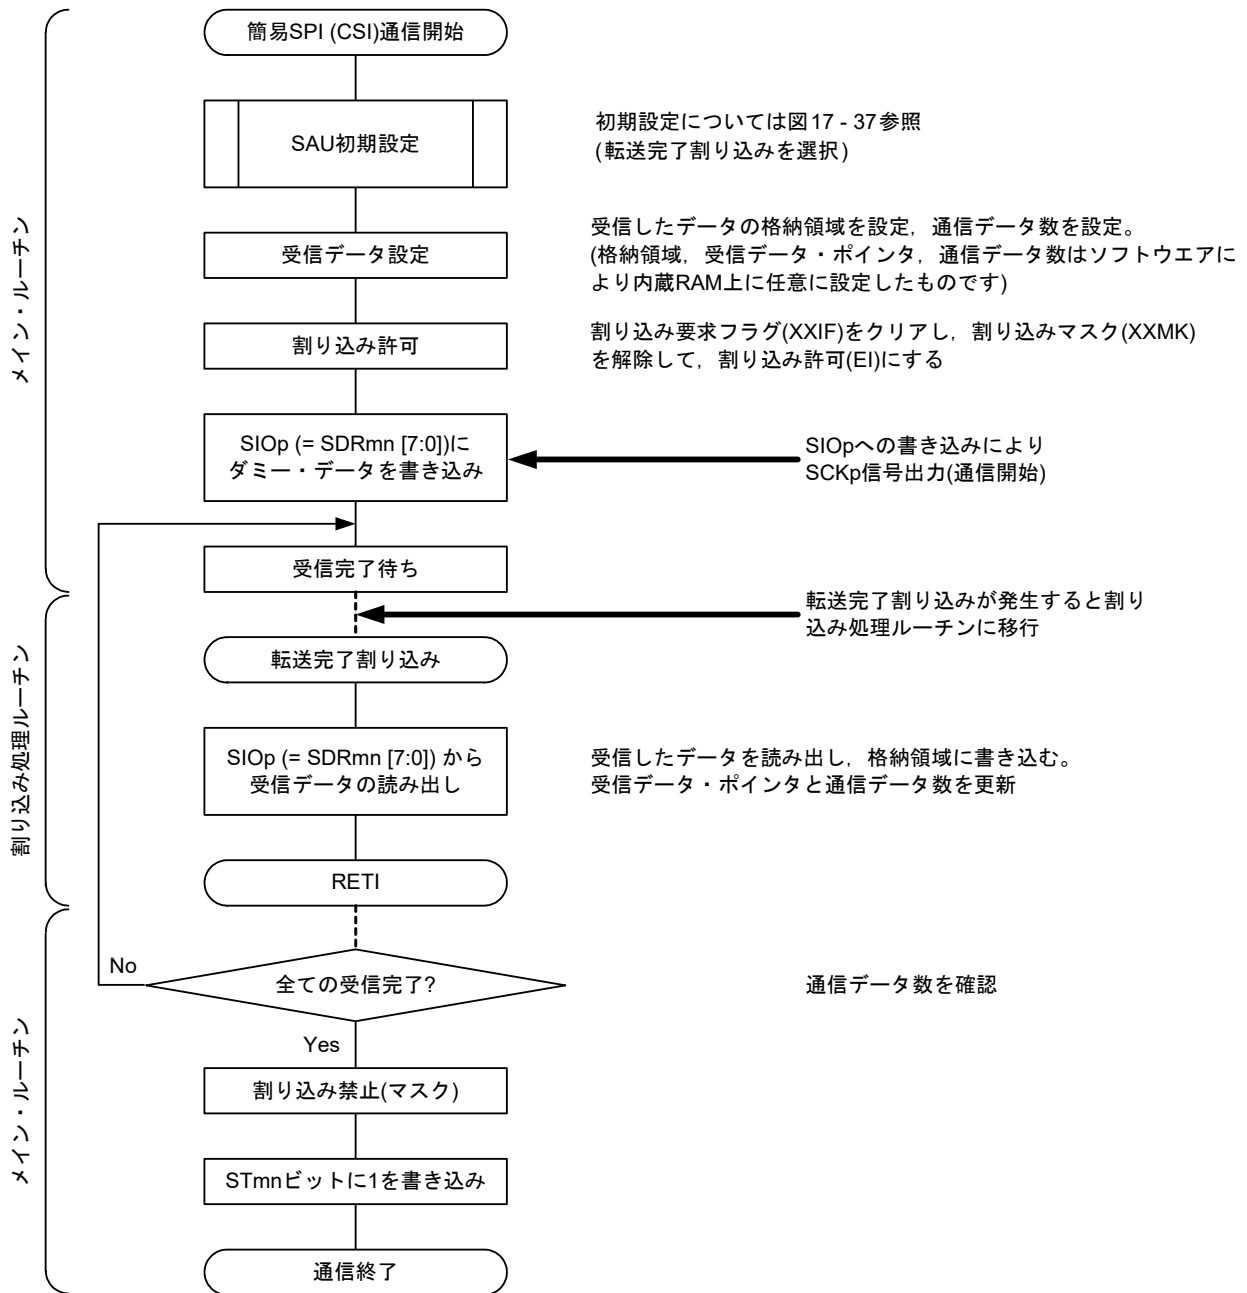 簡易SPI (CSI)通信開始
SAU初期設定
初期設定については図17 - 37参照
(転送完了割り込みを選択)
メイン・ルーチン
受信データ設定
受信したデータの格納領域を設定，通信データ数を設定。
(格納領域，受信データ・ポインタ，通信データ数はソフトウエアに
より内蔵RAM上に任意に設定したものです)
割り込み許可
割り込み要求フラグ(XXIF)をクリアし，割り込みマスク(XXMK)
を解除して，割り込み許可(EI)にする
SIOp (= SDRmn [7:0])に
ダミー・データを書き込み
SIOpへの書き込みにより
SCKp信号出力(通信開始)
受信完了待ち
転送完了割り込みが発生すると割り
込み処理ルーチンに移行
割り込み処理ルーチン
転送完了割り込み
SIOp (= SDRmn [7:0]) から
受信データの読み出し
受信したデータを読み出し，格納領域に書き込む。
受信データ・ポインタと通信データ数を更新
RETI
No
全ての受信完了?
通信データ数を確認
Yes
メイン・ルーチン
割り込み禁止(マスク)
STmnビットに1を書き込み
通信終了